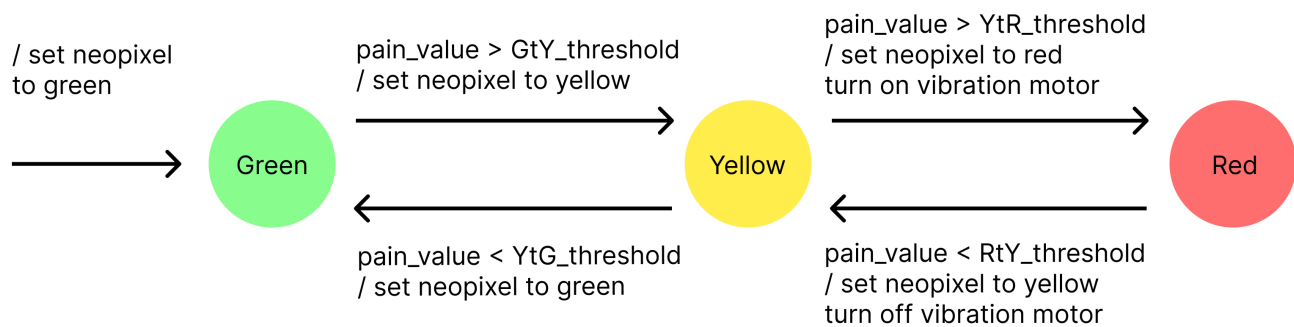 / set neopixel
to green
pain_value > GtY_threshold
/ set neopixel to yellow
pain_value > YtR_threshold
/ set neopixel to red
turn on vibration motor
Green
Yellow
Red
pain_value < YtG_threshold
/ set neopixel to green
pain_value < RtY_threshold
/ set neopixel to yellow
turn off vibration motor